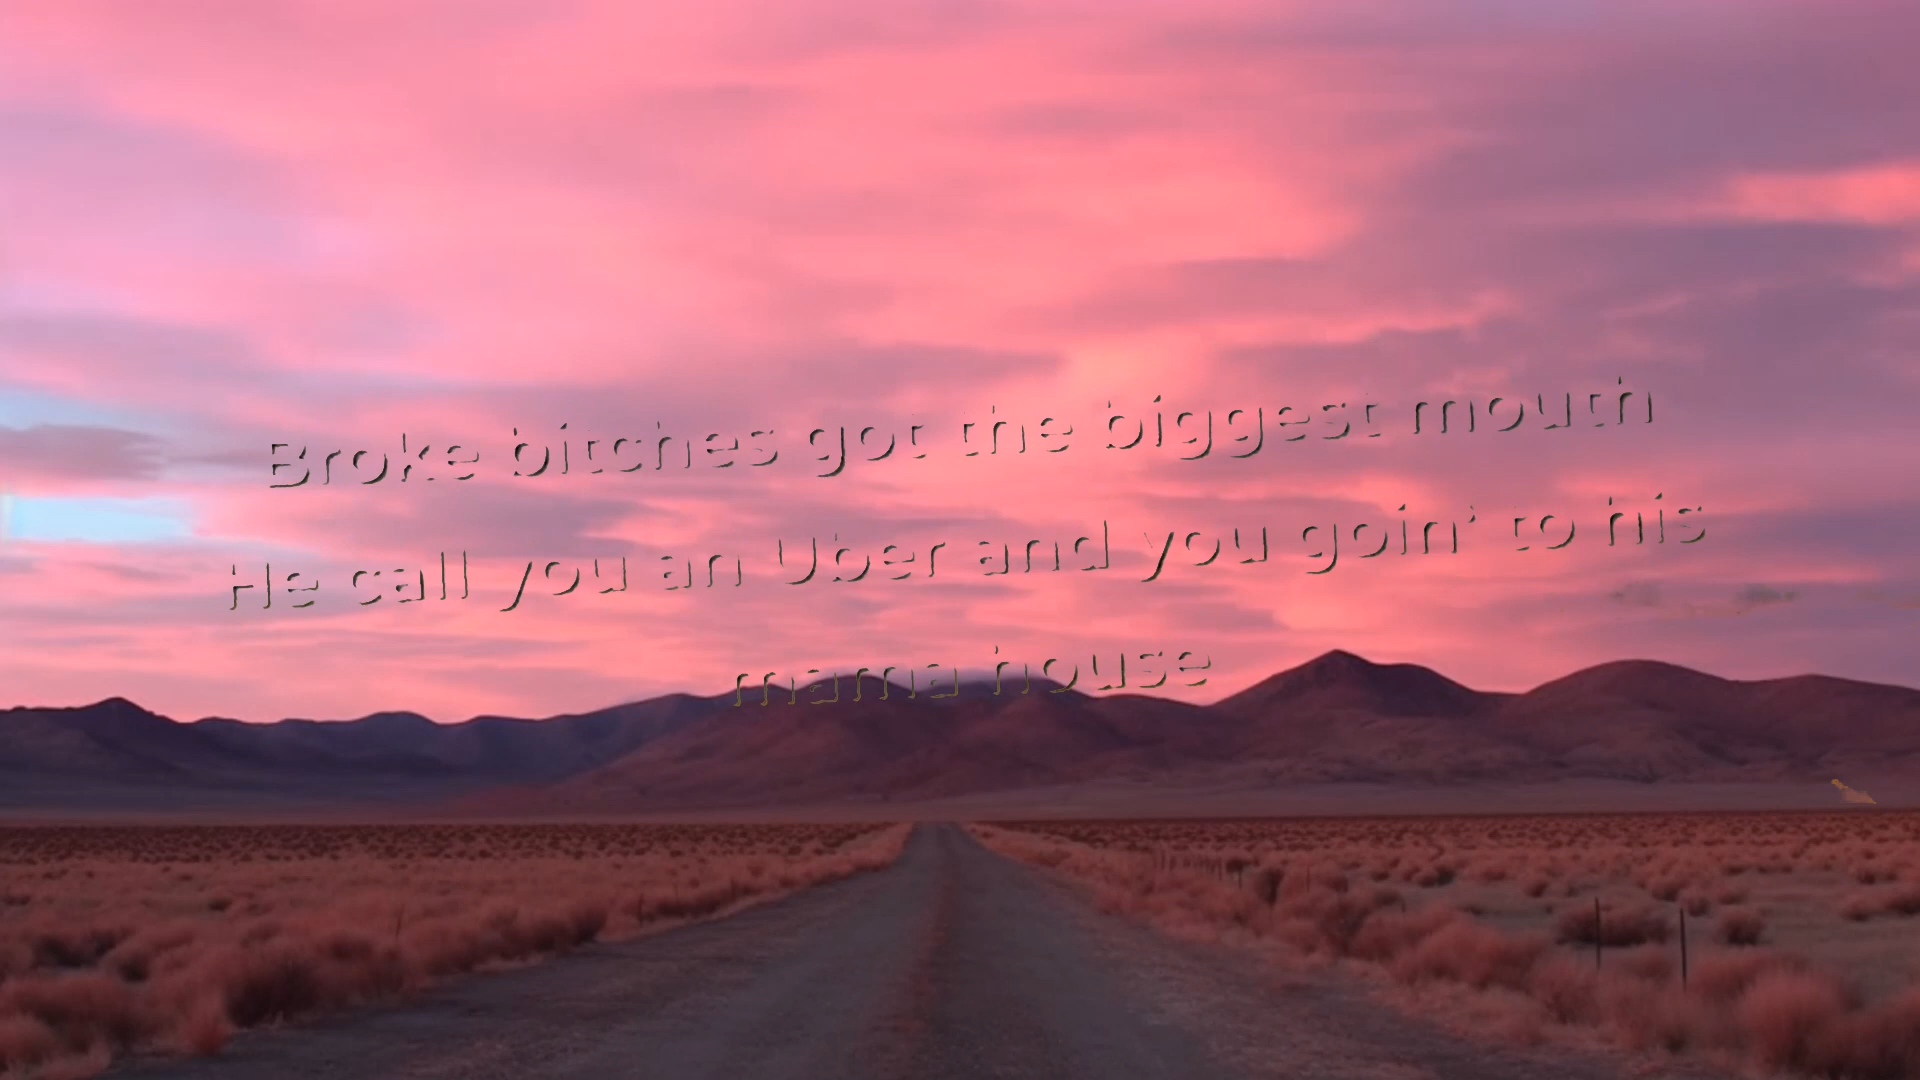 Broke bitches got the biggest mouth
He call you an Uber and you goin' to his
mama house